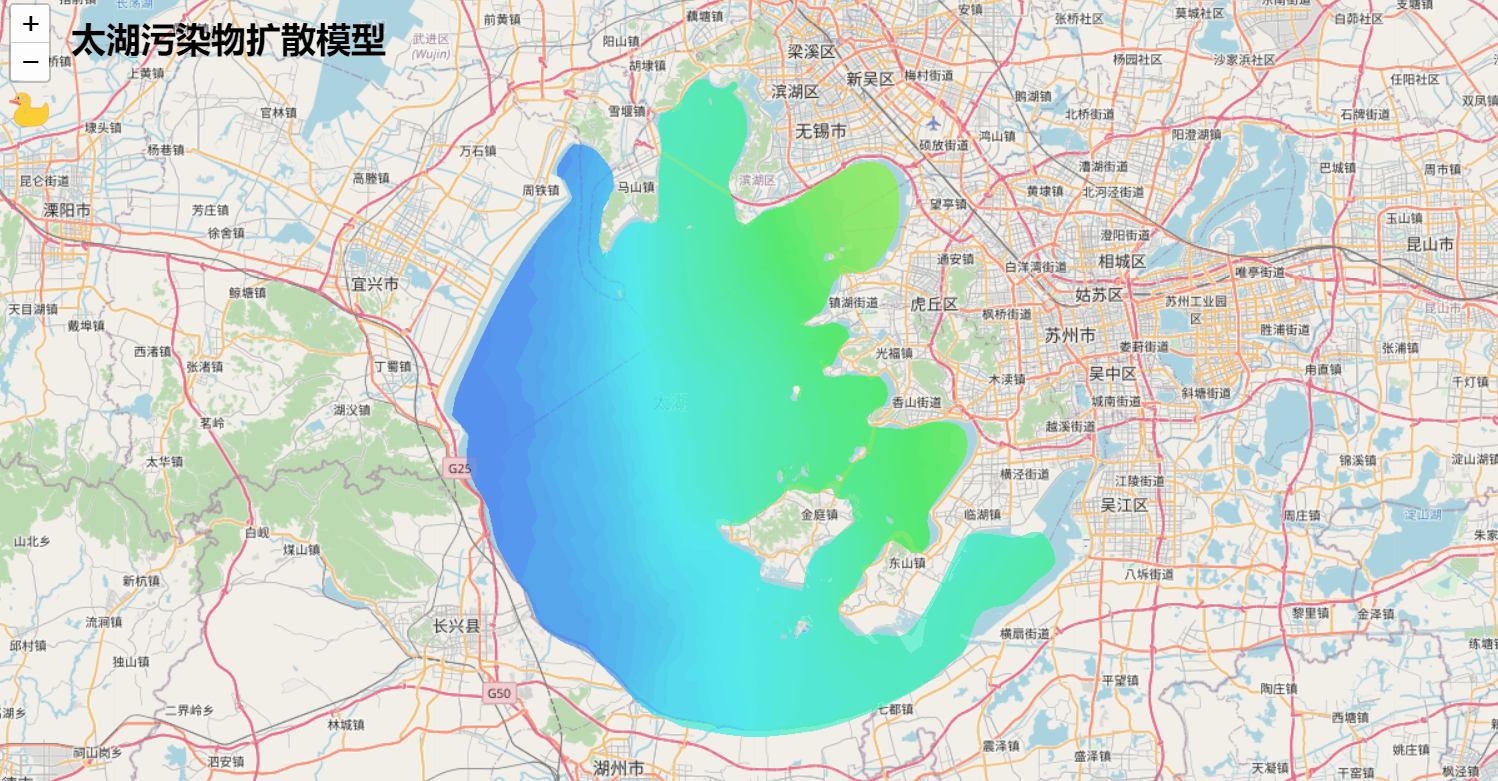 +
−
太湖污染物扩散模型
长荡湖
前黄镇
藕塘镇
安镇
张桥社区
莫城社区
白茆社区
支塘镇
武进区
(Wujin)
阳山镇
梁溪区
胡埭镇
新吴区
梅村街道
杨园社区
沙家浜社区
任阳社区
上黄镇
滨湖区
鹅湖镇
双凤镇
官林镇
雪堰镇
北桥街道
石牌街道
埭头镇
无锡市
硕放街道
鸿山镇
阳澄湖镇
杨巷镇
万石镇
漕湖街道
巴城镇
周市镇
昆仑街道
高塍镇
周铁镇
马山镇
滨湖区
黄埭镇
北河泾街道
溧阳市
芳庄镇
望亭镇
玉山镇
徐舍镇
澄阳街道
昆山市
通安镇
白洋湾街道
相城区
唯亭街道
宜兴市
鲸塘镇
镇湖街道
虎丘区
姑苏区
苏州工业园
区
天目湖镇
戴埠镇
枫桥街道
苏州市
胜浦街道
西渚镇
张渚镇
丁蜀镇
光福镇
娄葑街道
张浦镇
木渎镇
吴中区
甪直镇
千灯镇
太湖
香山街道
城南街道
斜塘街道
湖㳇镇
茗岭
越溪街道
太华镇
G25
横泾街道
锦溪镇
淀山湖镇
江陵街道
金庭镇
临湖镇
吴江区
周庄镇
淀山湖
白岘
山北乡
煤山镇
东山镇
新杭镇
八坼街道
流洞镇
长兴县
横扇街道
黎里镇
金泽镇
邱村镇
独山镇
平望镇
G50
陶庄镇
二界岭乡
林城镇
七都镇
西塘镇
震泽镇
盛泽镇
姚庄镇
祠山岗乡
泗安镇
湖州市
天凝镇
干窑镇
枫泾镇